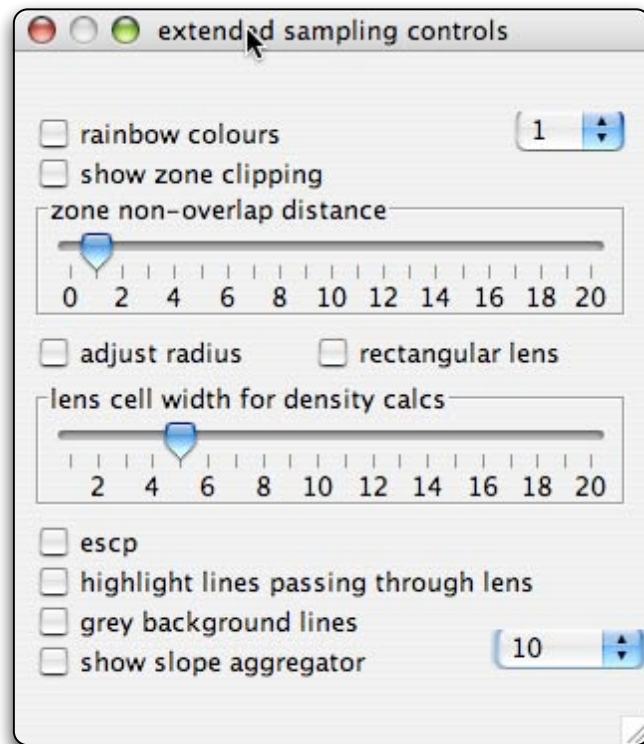 extended sampling controls
rainbow colours 1
show zone clipping
zone non-overlap distance
0 2 4 6 8 10 12 14 16 18 20
adjust radius rectangular lens
lens cell width for density calcs
2 4 6 8 10 12 14 16 18 20
escp
highlight lines passing through lens
grey background lines
10
show slope aggregator